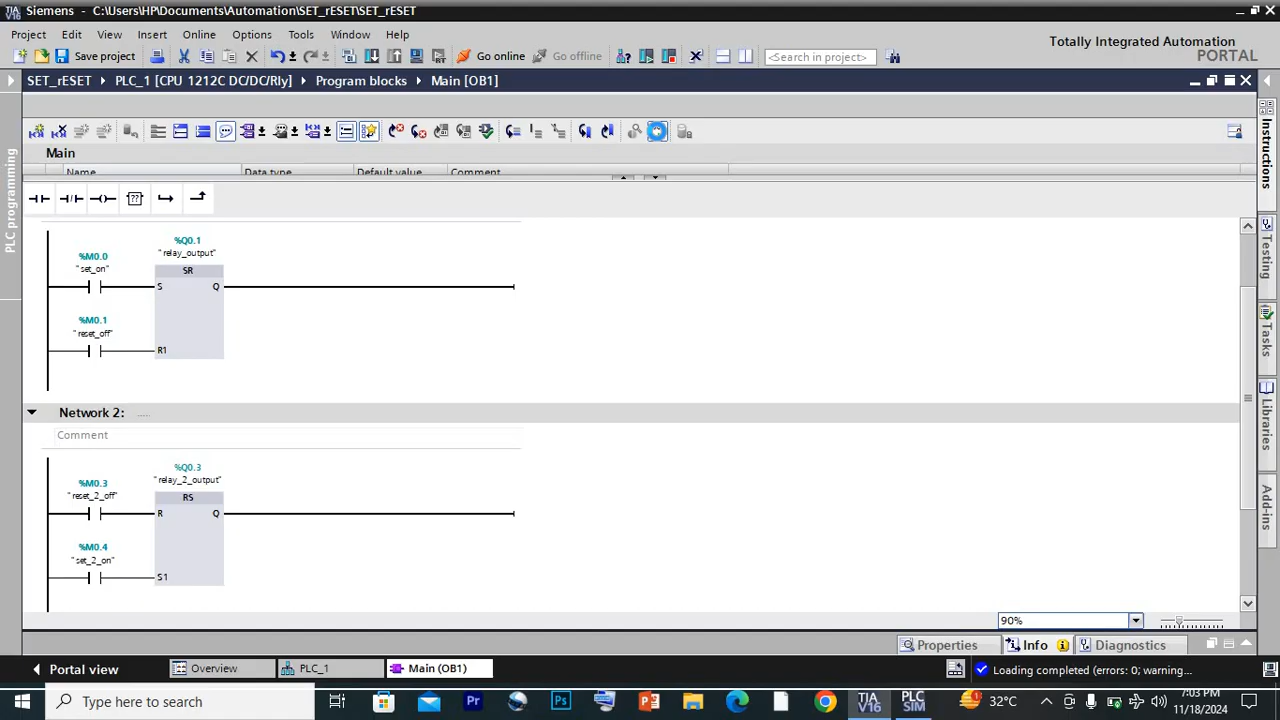 Siemens - C:\Users\HP\Documents\Automation\SET_rESET\SET_rESET
TIA V16
Project Edit View Insert Online Options Tools Window Help
Totally Integrated Automation
PORTAL
Save project Go online Go offline <Search in project>
SET_rESET PLC_1 [CPU 1212C DC/DC/Rly] Program blocks Main [OB1]
Main
Name Data type Default value Comment
??
%M0.0
"set_on"
%Q0.1
"relay_output"
SR
S Q
%M0.1
"reset_off"
R1
Network 2: .....
Comment
%M0.3
"reset_2_off"
%Q0.3
"relay_2_output"
RS
R Q
%M0.4
"set_2_on"
S1
90%
PLC programming
Instructions
Testing
Tasks
Libraries
Add-ins
Properties Info Diagnostics
Portal view Overview PLC_1 Main (OB1) Loading completed (errors: 0; warning...
Type here to search
Pr
Ps
TIA V16
PLC SIM
32°C
7:03 PM
11/18/2024